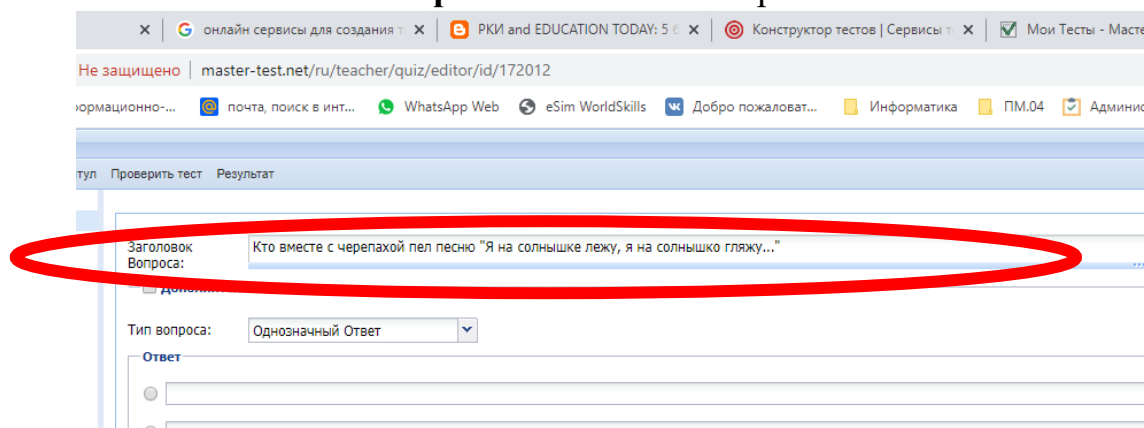 онлайн сервисы для создания т
РКИ and EDUCATION TODAY: 5 б
Конструктор тестов | Сервисы т
Мои Тесты - Масте
Не защищено | master-test.net/ru/teacher/quiz/editor/id/172012
ормационно-... почта, поиск в инт... WhatsApp Web eSim WorldSkills Добро пожаловат... Информатика ПМ.04 Админис
тул Проверить тест Результат
Заголовок Вопроса:
Кто вместе с черепахой пел песню "Я на солнышке лежу, я на солнышко гляжу..."
Тип вопроса: Однозначный Ответ
Ответ